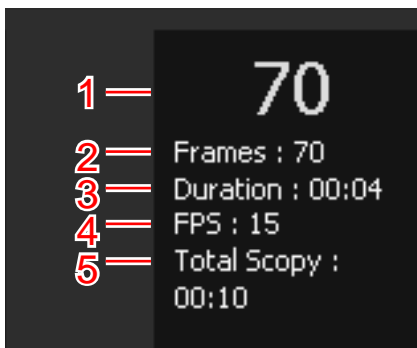 1 70
2 Frames : 70
3 Duration : 00:04
4 FPS : 15
5 Total Scopy :
00:10